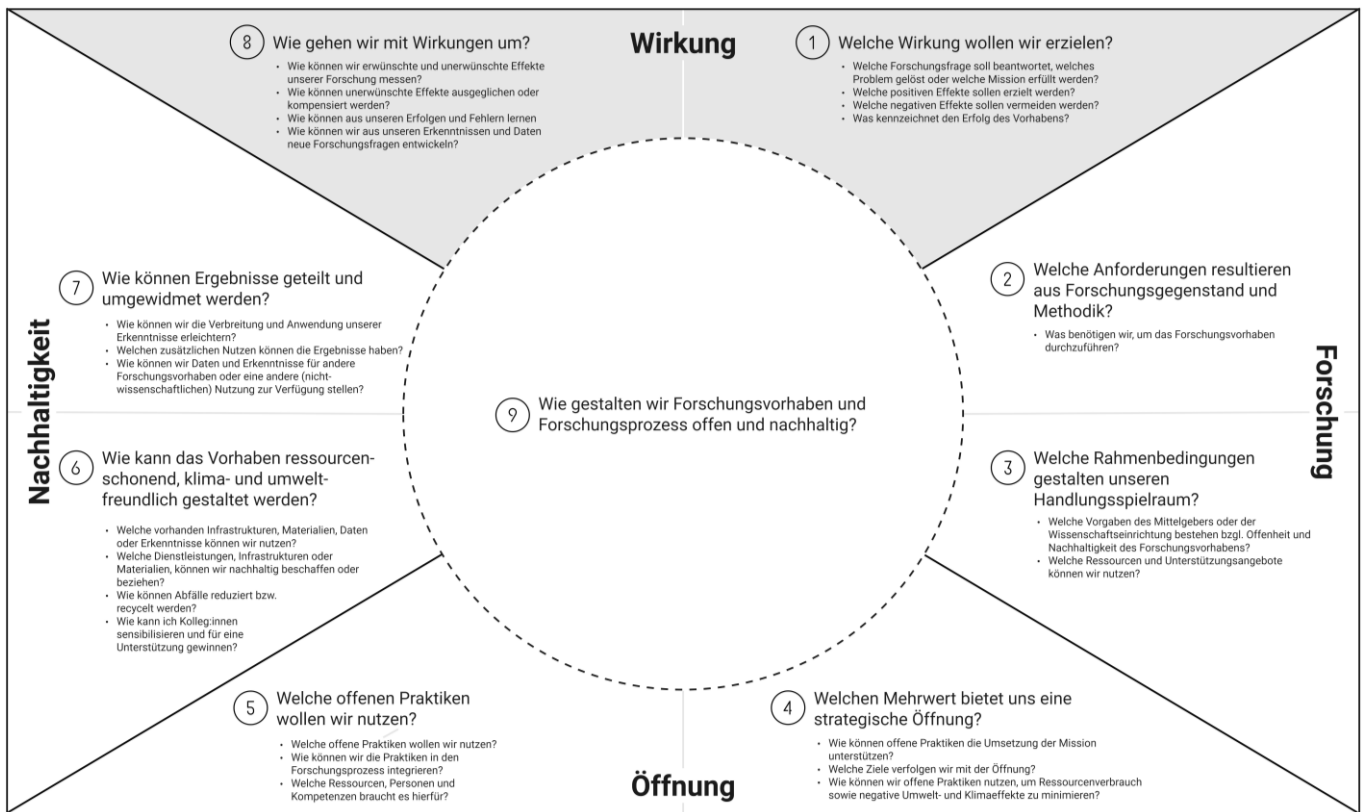 Wirkung
8
Wie gehen wir mit Wirkungen um?
• Wie können wir erwünschte und unerwünschte Effekte
unserer Forschung messen?
• Wie können unerwünschte Effekte ausgeglichen oder
kompensiert werden?
• Wie können aus unseren Erfolgen und Fehlern lernen
• Wie können wir aus unseren Erkenntnissen und Daten
neue Forschungsfragen entwickeln?
1
Welche Wirkung wollen wir erzielen?
• Welche Forschungsfrage soll beantwortet, welches
Problem gelöst oder welche Mission erfüllt werden?
• Welche positiven Effekte sollen erzielt werden?
• Welche negativen Effekte sollen vermeiden werden?
• Was kennzeichnet den Erfolg des Vorhabens?
Nachhaltigkeit
7
Wie können Ergebnisse geteilt und
umgewidmet werden?
• Wie können wir die Verbreitung und Anwendung unserer
Erkenntnisse erleichtern?
• Welchen zusätzlichen Nutzen können die Ergebnisse haben?
• Wie können wir Daten und Erkenntnisse für andere
Forschungsvorhaben oder eine andere (nicht-
wissenschaftlichen) Nutzung zur Verfügung stellen?
2
Welche Anforderungen resultieren
aus Forschungsgegenstand und
Methodik?
• Was benötigen wir, um das Forschungsvorhaben
durchzuführen?
Forschung
9
Wie gestalten wir Forschungsvorhaben und
Forschungsprozess offen und nachhaltig?
6
Wie kann das Vorhaben ressourcen-
schonend, klima- und umwelt-
freundlich gestaltet werden?
• Welche vorhanden Infrastrukturen, Materialien, Daten
oder Erkenntnisse können wir nutzen?
• Welche Dienstleistungen, Infrastrukturen oder
Materialien, können wir nachhaltig beschaffen oder
beziehen?
• Wie können Abfälle reduziert bzw.
recycelt werden?
• Wie kann ich Kolleg:innen
sensibilisieren und für eine
Unterstützung gewinnen?
3
Welche Rahmenbedingungen
gestalten unseren
Handlungsspielraum?
• Welche Vorgaben des Mittelgebers oder der
Wissenschaftseinrichtung bestehen bzgl. Offenheit und
Nachhaltigkeit des Forschungsvorhabens?
• Welche Ressourcen und Unterstützungsangebote
können wir nutzen?
5
Welche offenen Praktiken
wollen wir nutzen?
• Welche offene Praktiken wollen wir nutzen?
• Wie können wir die Praktiken in den
Forschungsprozess integrieren?
• Welche Ressourcen, Personen und
Kompetenzen braucht es hierfür?
4
Welchen Mehrwert bietet uns eine
strategische Öffnung?
• Wie können offene Praktiken die Umsetzung der Mission
unterstützen?
• Welche Ziele verfolgen wir mit der Öffnung?
• Wie können wir offene Praktiken nutzen, um Ressourcenverbrauch
sowie negative Umwelt- und Klimaeffekte zu minimieren?
Öffnung